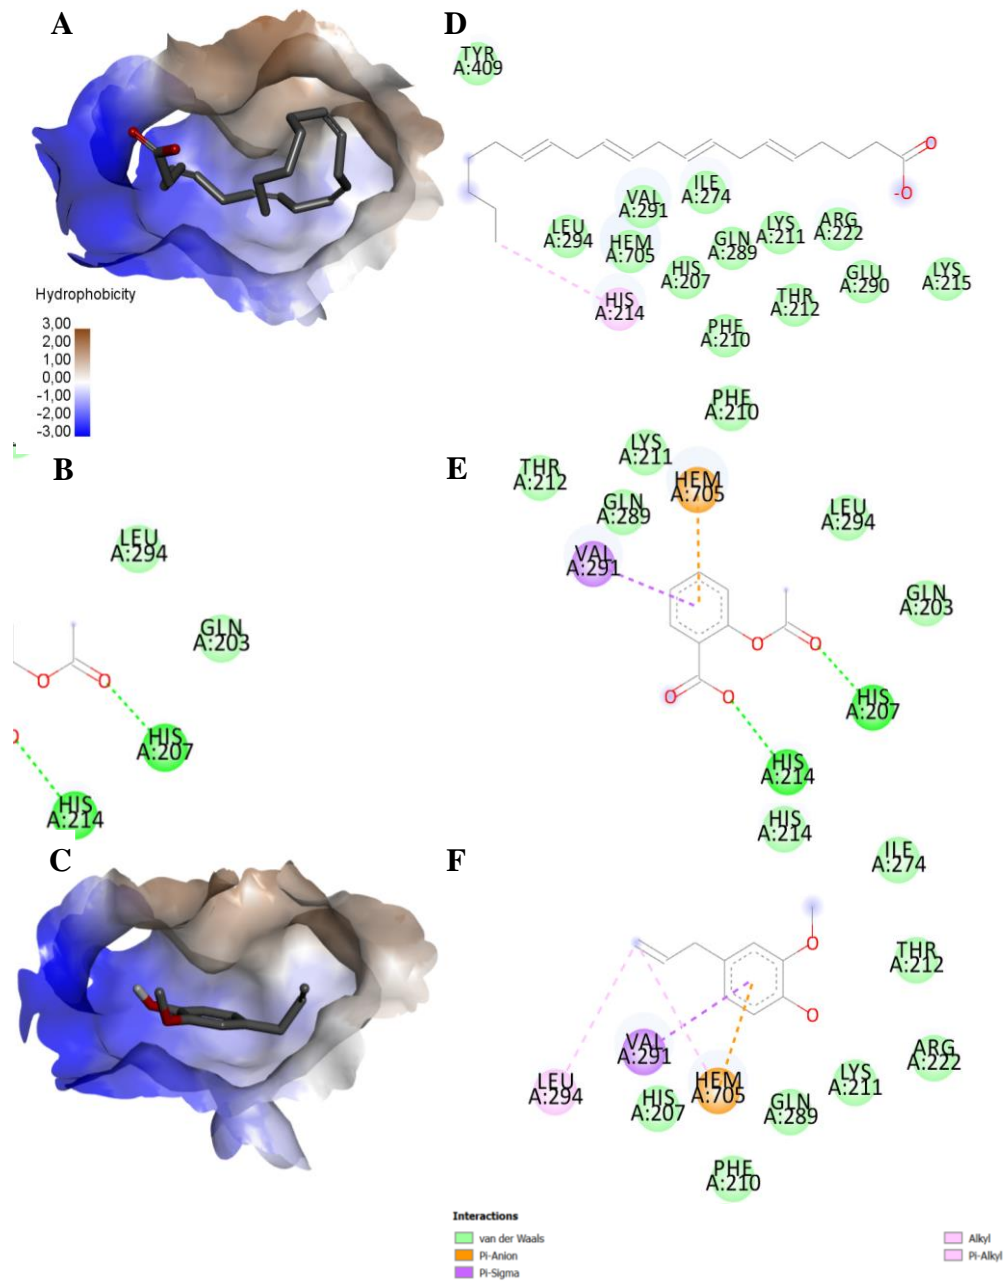 A
D
TYR
A:409
O
-O
VAL
A:291
ILE
A:274
LEU
A:294
HEM
A:705
GLN
A:289
LYS
A:211
ARG
A:222
HIS
A:207
GLU
A:290
LYS
A:215
HIS
A:214
THR
A:212
PHE
A:210
Hydrophobicity
3,00
2,00
1,00
0,00
-1,00
-2,00
-3,00
B
LEU
A:294
GLN
A:203
O
O
HIS
A:207
HIS
A:214
E
PHE
A:210
LYS
A:211
THR
A:212
HEM
A:705
GLN
A:289
LEU
A:294
VAL
A:291
GLN
A:203
O
O
O
O
HIS
A:207
HIS
A:214
C
F
HIS
A:214
ILE
A:274
O
THR
A:212
O
VAL
A:291
ARG
A:222
LEU
A:294
HIS
A:207
HEM
A:705
GLN
A:289
LYS
A:211
PHE
A:210
Interactions
van der Waals
Pi-Anion
Pi-Sigma
Alkyl
Pi-Alkyl